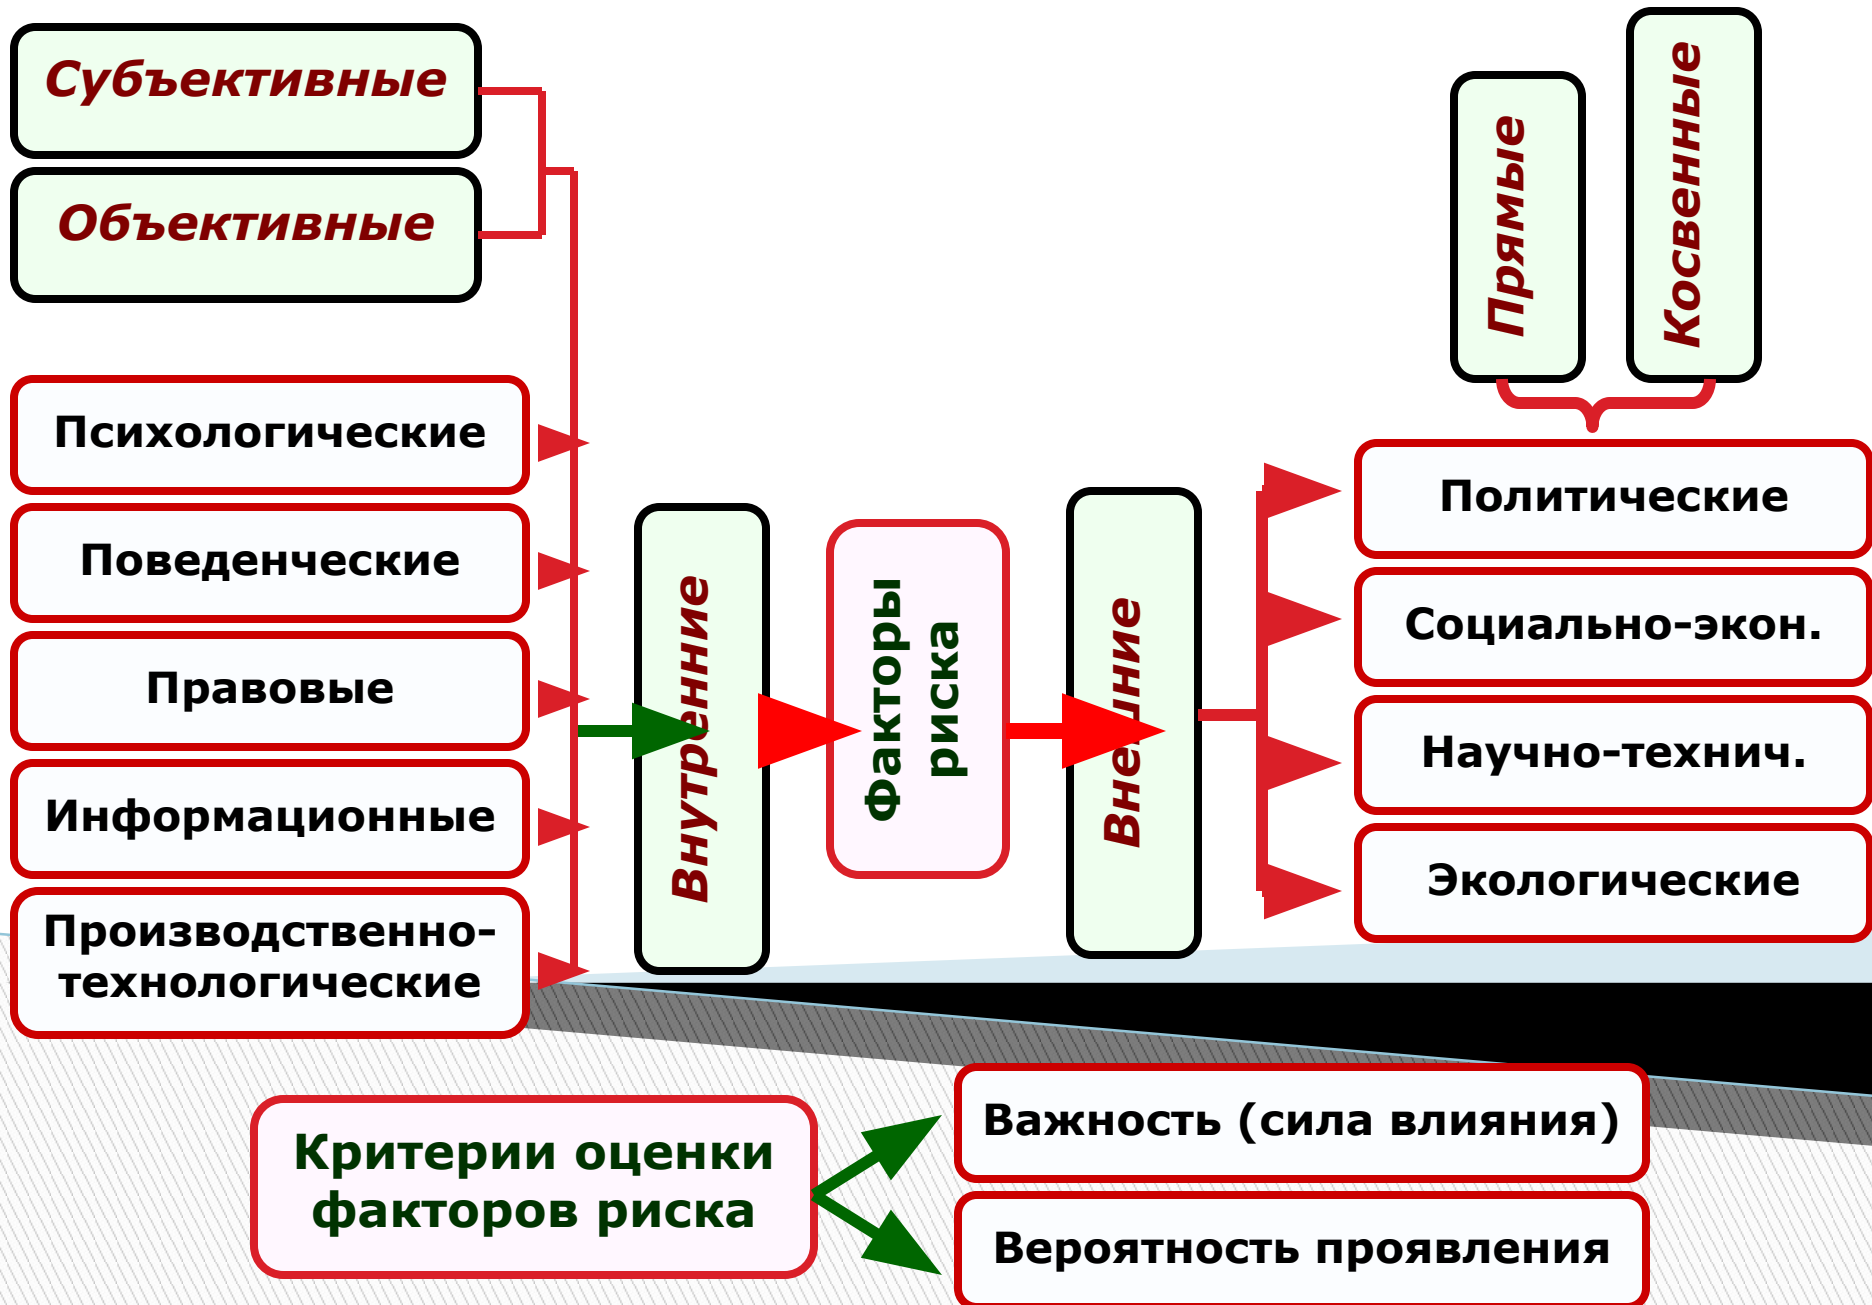 Субъективные
Объективные
Психологические
Поведенческие
Правовые
Информационные
Производственно-
технологические
Внутренние
Факторы
риска
Внешние
Прямые
Косвенные
Политические
Социально-экон.
Научно-технич.
Экологические
Критерии оценки
факторов риска
Важность (сила влияния)
Вероятность проявления